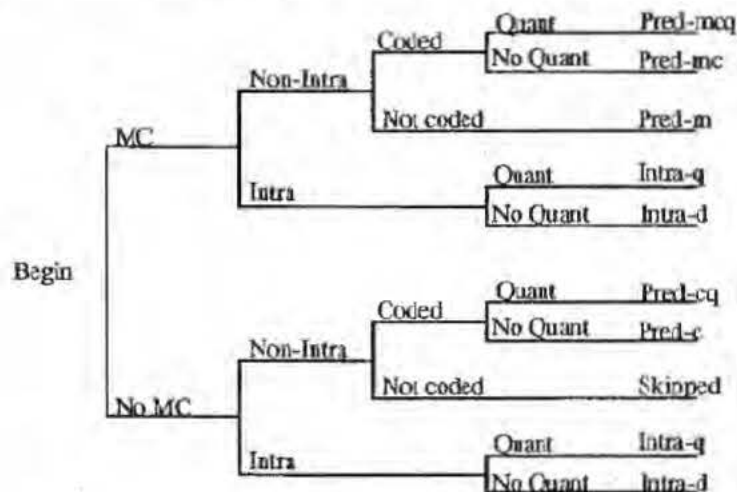 Quant Pred-mcq
Coded
No Quant Pred-mc
Non-Intra
Not coded Pred-m
MC
Quant Intra-q
Intra
No Quant Intra-d
Begin
Quant Pred-cq
Coded
No Quant Pred-c
Non-Intra
Not coded Skipped
No MC
Quant Intra-q
Intra
No Quant Intra-d